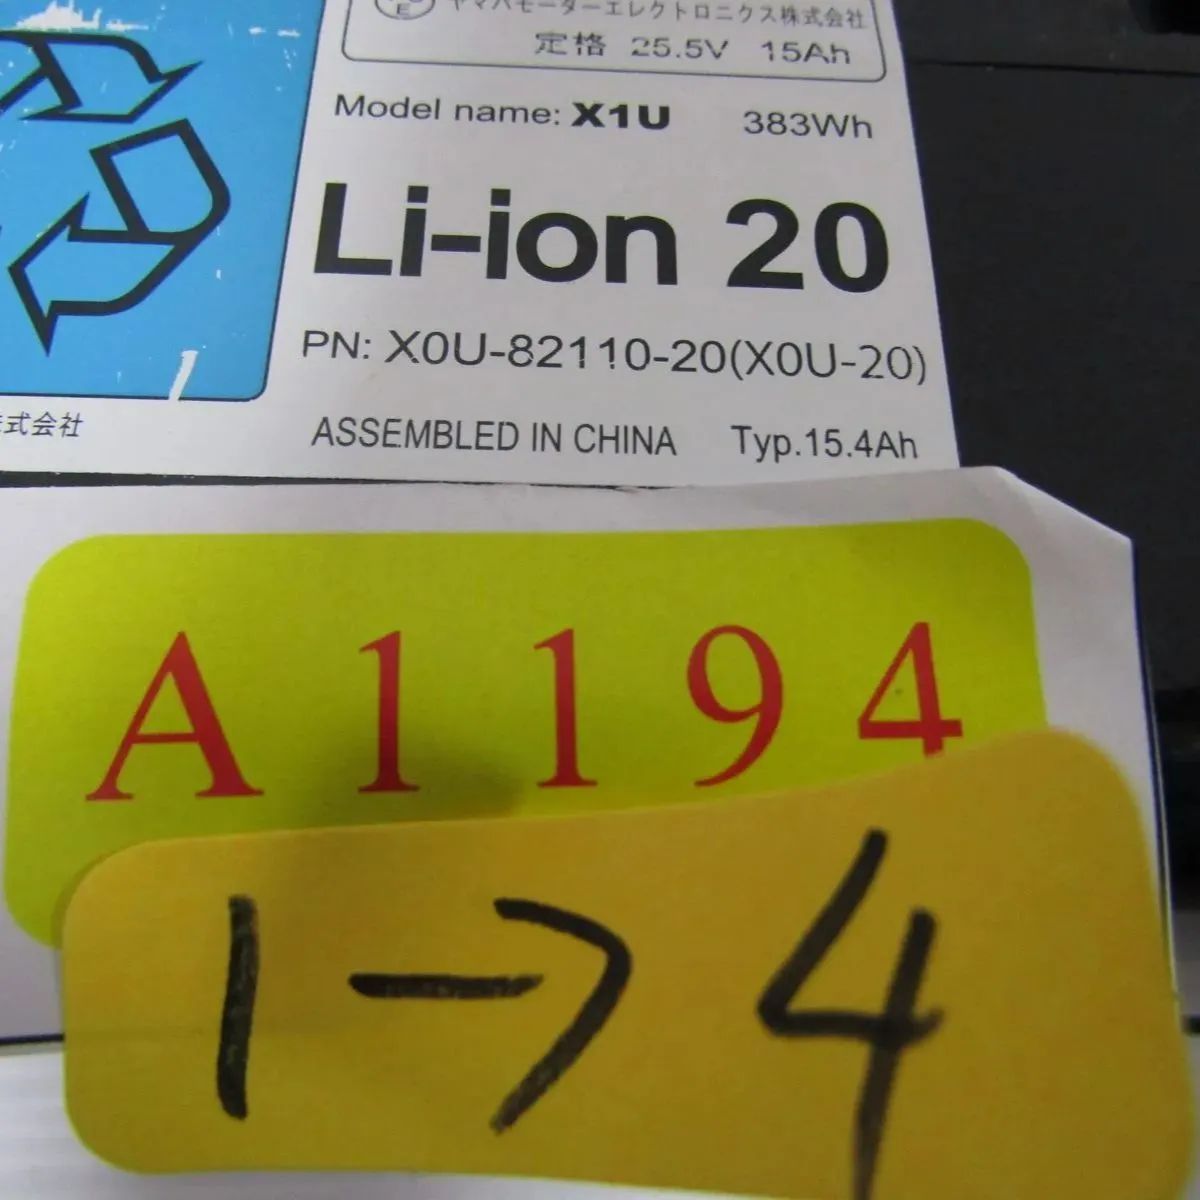 ヤマハモーターエレクトロニクス株式会社
定格 25.5V 15Ah
Model name: X1U 383Wh
Li-ion 20
PN: X0U-82110-20(X0U-20)
式会社
ASSEMBLED IN CHINA Typ.15.4Ah
A1194
1→4